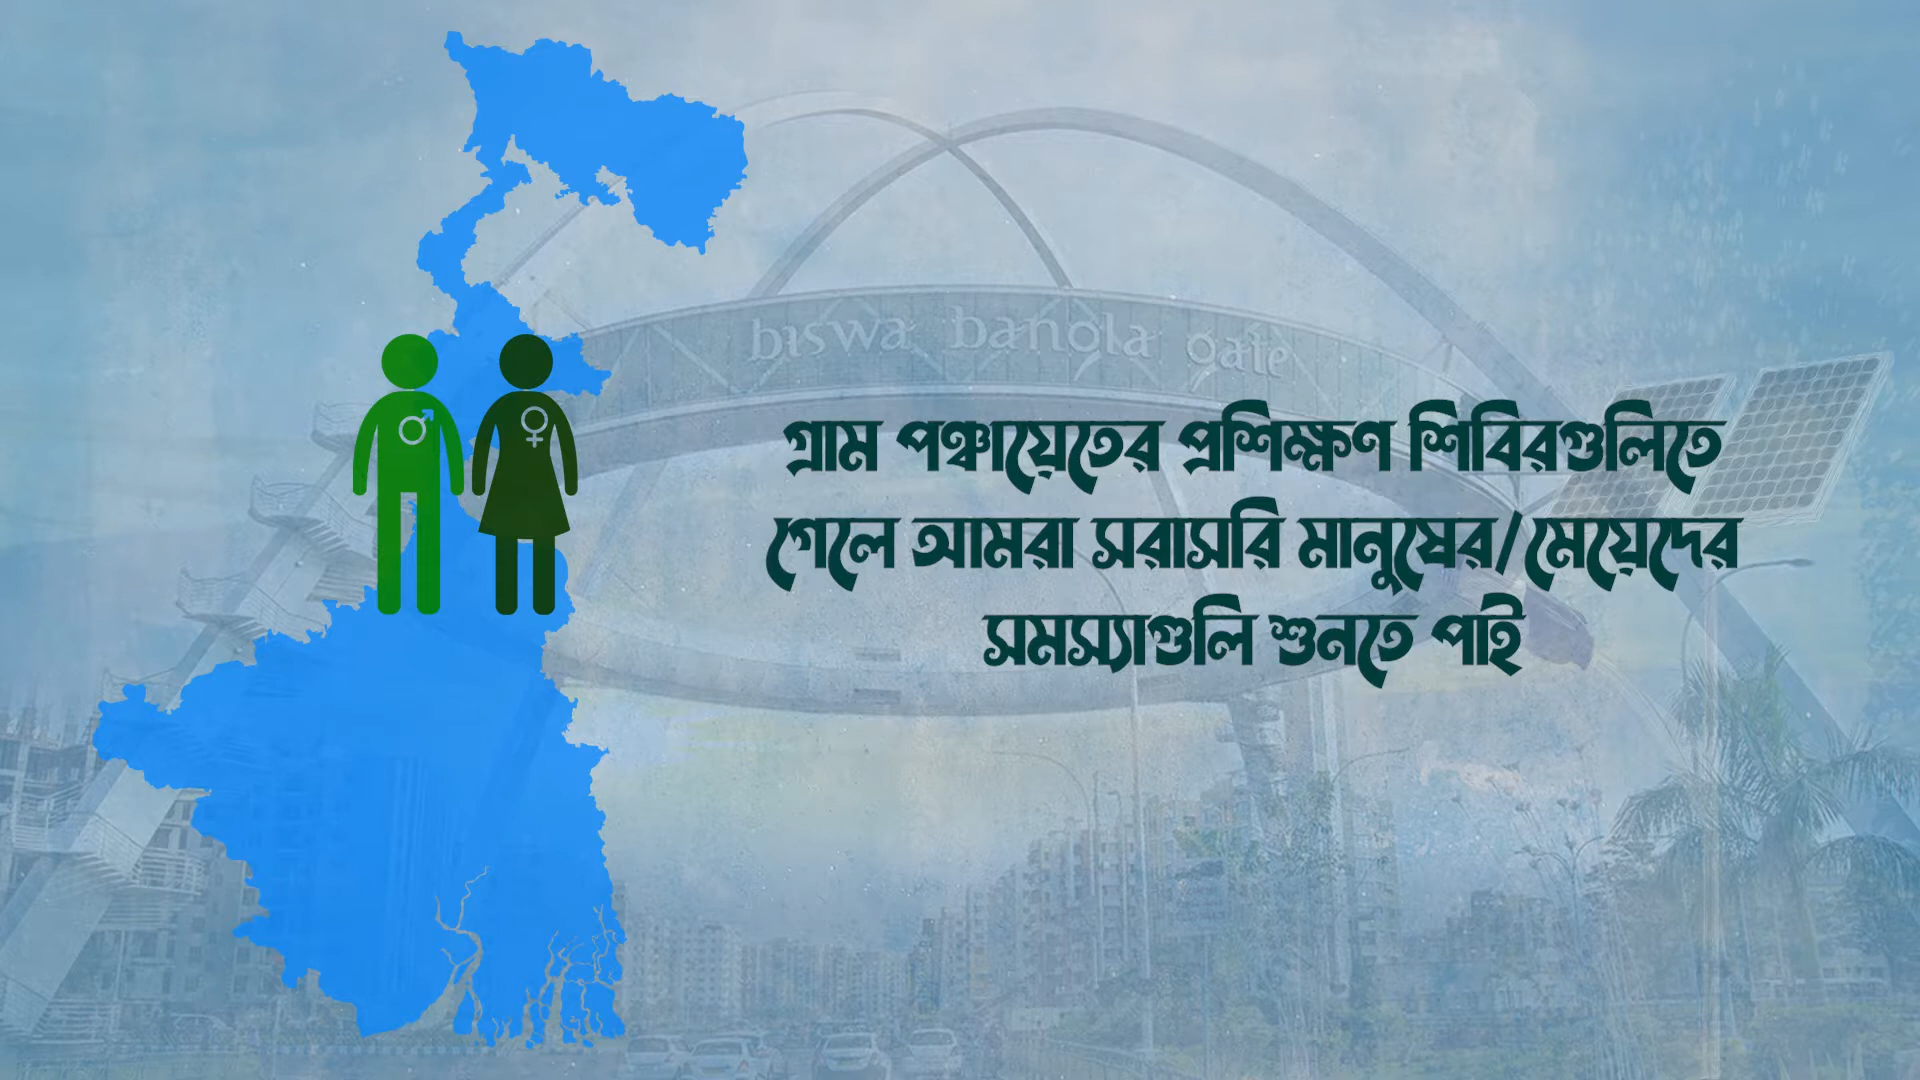 biswa bangla gate
গ্রাম পঞ্চায়েতের প্রশিক্ষণ শিবিরগুলিতে
গেলে আমরা সরাসরি মানুষের/মেয়েদের
সমস্যাগুলি শুনতে পাই